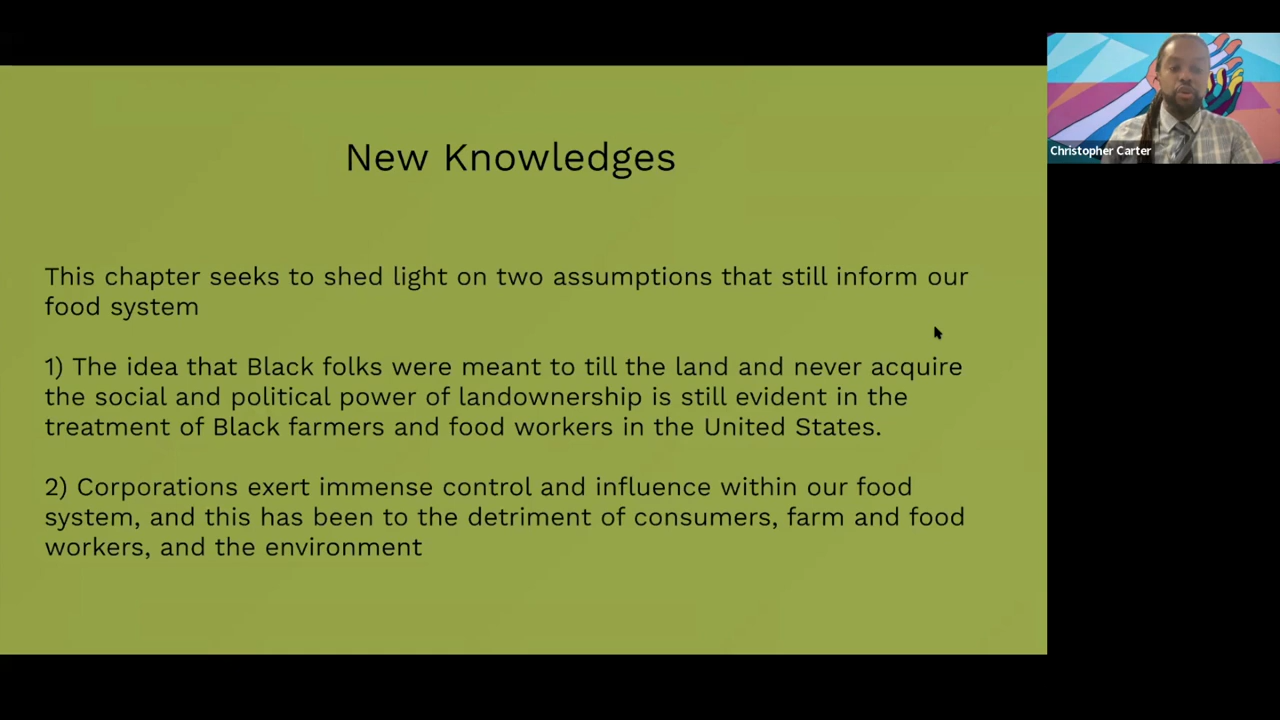 New Knowledges
This chapter seeks to shed light on two assumptions that still inform our
food system
1) The idea that Black folks were meant to till the land and never acquire
the social and political power of landownership is still evident in the
treatment of Black farmers and food workers in the United States.
2) Corporations exert immense control and influence within our food
system, and this has been to the detriment of consumers, farm and food
workers, and the environment
Christopher Carter